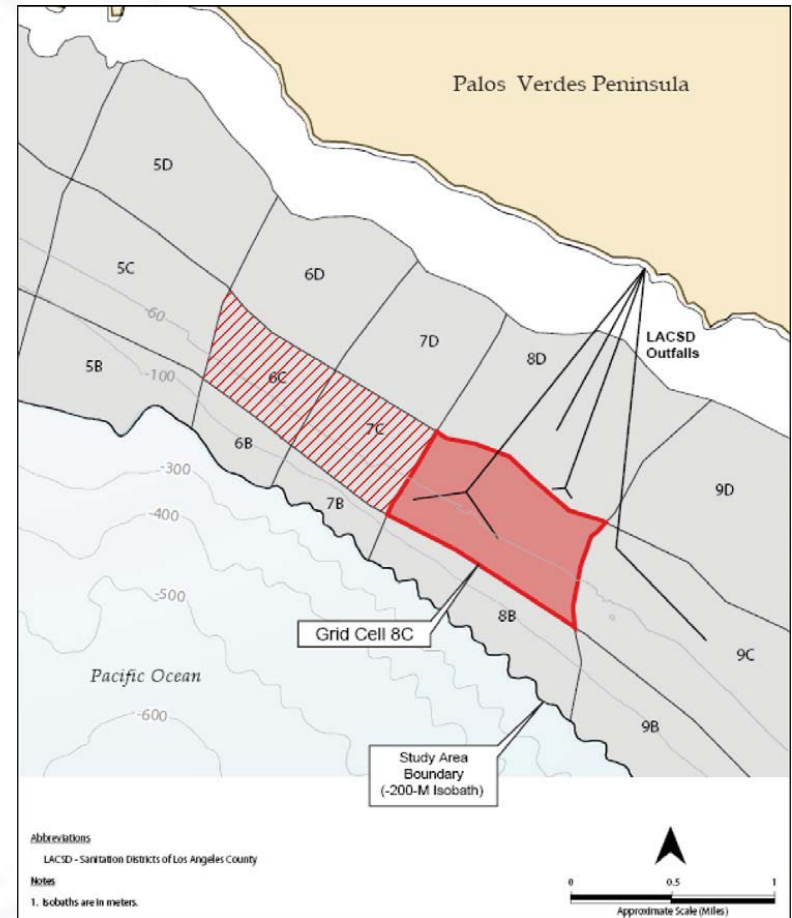 Palos Verdes Peninsula
5D
5C
6D
-60
7D
LACSD
Outfalls
8D
5B
-100
6C
7C
6B
9D
-300
7B
-400
-500
8B
Grid Cell 8C
9C
Pacific Ocean
-600
9B
Study Area
Boundary
(-200-M Isobath)
Abbreviations
LACSD - Sanitation Districts of Los Angeles County
Notes
1. Isobaths are in meters.
0 0.5 1
Approximate Scale (Miles)